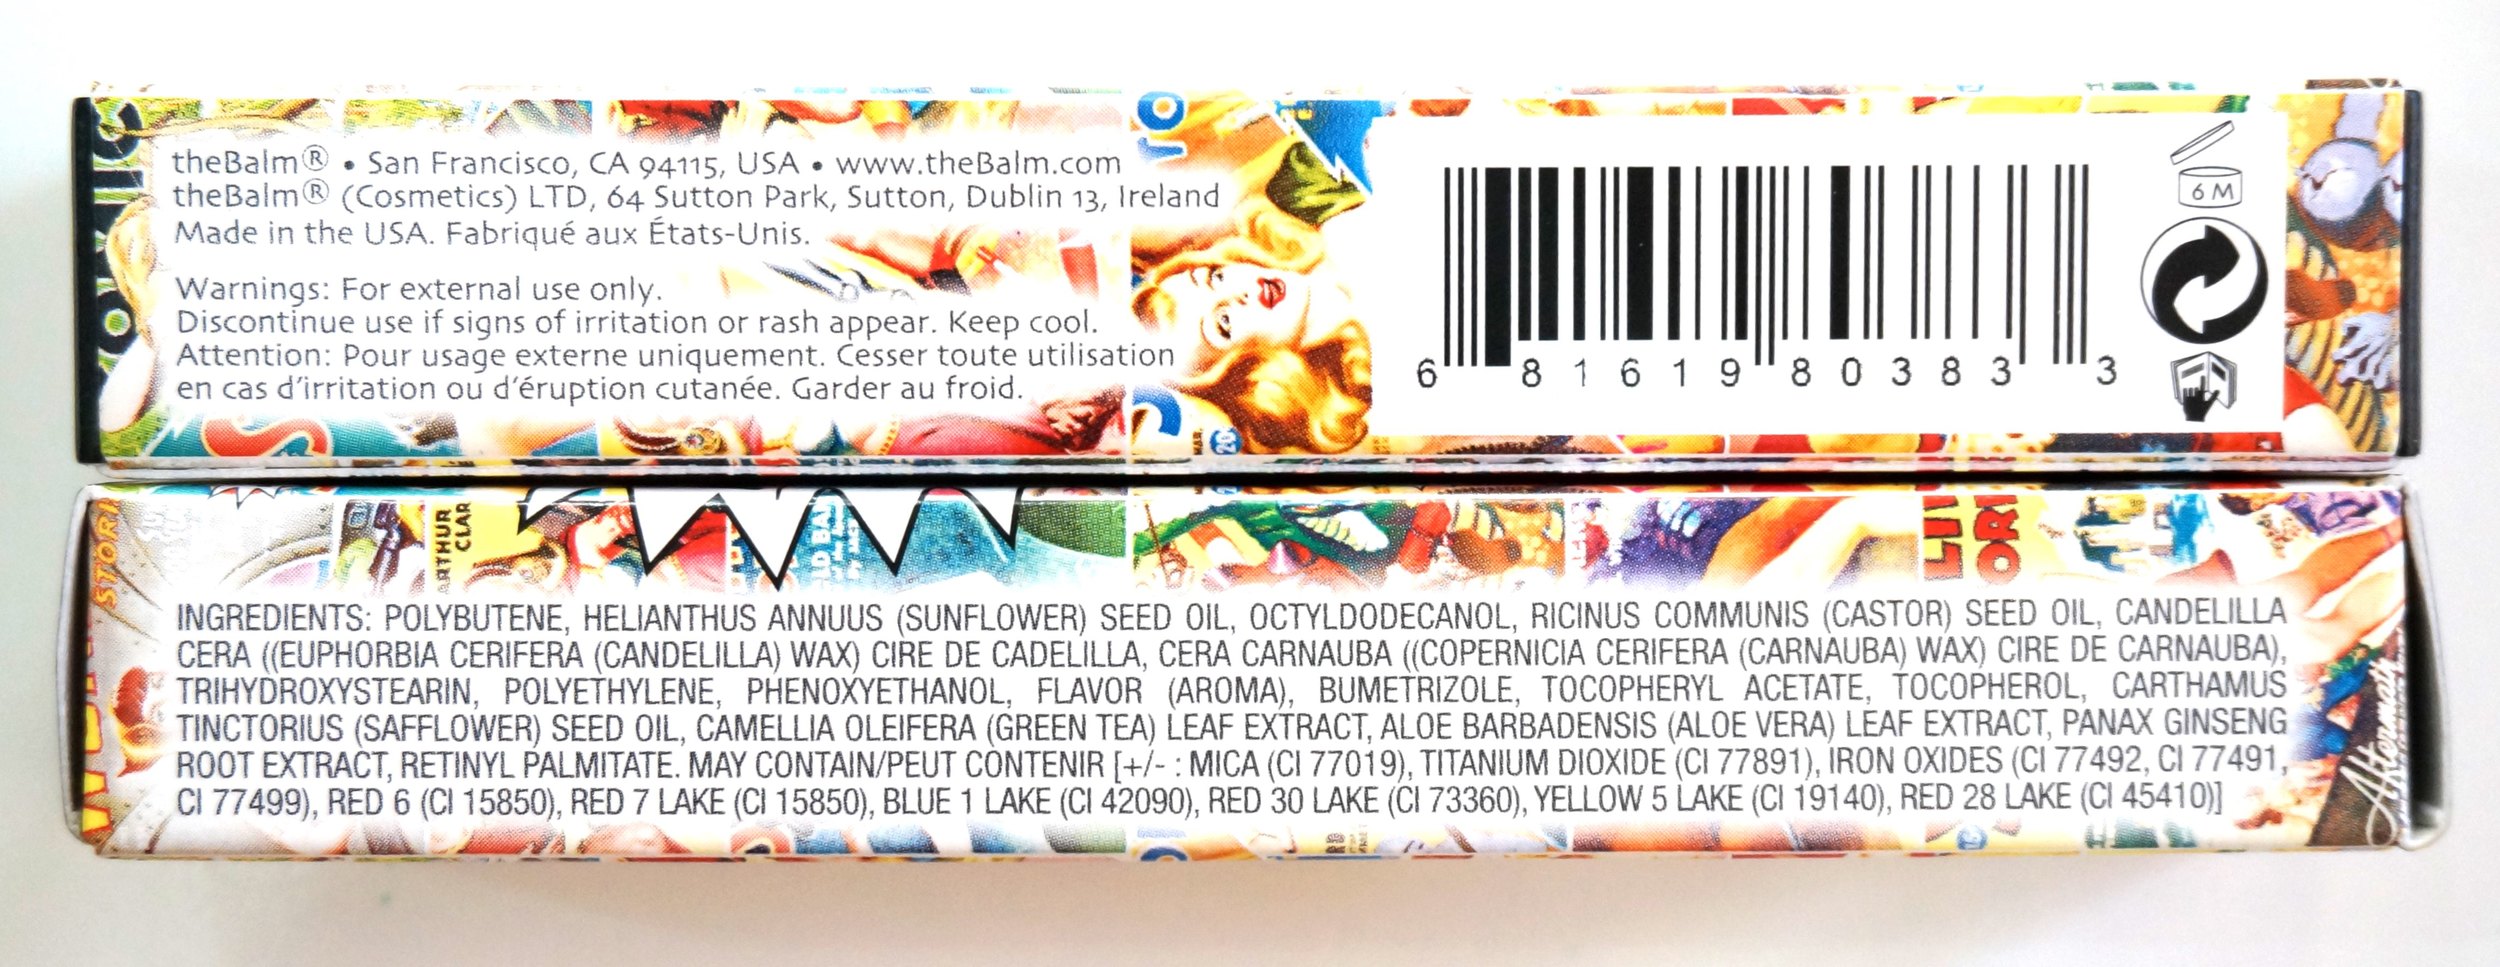 theBalm® • San Francisco, CA 94115, USA • www.theBalm.com
theBalm® (Cosmetics) LTD, 64 Sutton Park, Sutton, Dublin 13, Ireland
Made in the USA. Fabriqué aux États-Unis.
Warnings: For external use only.
Discontinue use if signs of irritation or rash appear. Keep cool.
Attention: Pour usage externe uniquement. Cesser toute utilisation
en cas d'irritation ou d'éruption cutanée. Garder au froid.
6 81619 80383 3
6 M
STORI
ARTHUR
CLAR
INGREDIENTS: POLYBUTENE, HELIANTHUS ANNUUS (SUNFLOWER) SEED OIL, OCTYLDODECANOL, RICINUS COMMUNIS (CASTOR) SEED OIL, CANDELILLA
CERA ((EUPHORBIA CERIFERA (CANDELILLA) WAX) CIRE DE CADELILLA, CERA CARNAUBA ((COPERNICIA CERIFERA (CARNAUBA) WAX) CIRE DE CARNAUBA),
TRIHYDROXYSTEARIN, POLYETHYLENE, PHENOXYETHANOL, FLAVOR (AROMA), BUMETRIZOLE, TOCOPHERYL ACETATE, TOCOPHEROL, CARTHAMUS
TINCTORIUS (SAFFLOWER) SEED OIL, CAMELLIA OLEIFERA (GREEN TEA) LEAF EXTRACT, ALOE BARBADENSIS (ALOE VERA) LEAF EXTRACT, PANAX GINSENG
ROOT EXTRACT, RETINYL PALMITATE. MAY CONTAIN/PEUT CONTENIR [+/- : MICA (CI 77019), TITANIUM DIOXIDE (CI 77891), IRON OXIDES (CI 77492, CI 77491,
CI 77499), RED 6 (CI 15850), RED 7 LAKE (CI 15850), BLUE 1 LAKE (CI 42090), RED 30 LAKE (CI 73360), YELLOW 5 LAKE (CI 19140), RED 28 LAKE (CI 45410)]